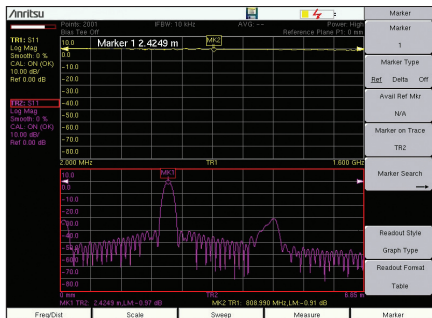 Anritsu
Points: 2001
IFBW: 10 kHz
AVG: --
Power: High
Bias Tee Off
Reference Plane P1: 0 mm
TR1: S11
Log Mag
Smooth: 0 %
CAL: ON (OK)
10.00 dB/
Ref 0.00 dB
10.0
Marker 1 2.4249 m
MK2
0.0
-10.0
-20.0
-30.0
-40.0
-50.0
-60.0
-70.0
-80.0
2.000 MHz
TR1
1.600 GHz
TR2: S11
Log Mag
Smooth: 0 %
CAL: ON (OK)
10.00 dB/
Ref 0.00 dB
10.0
MK1
0.0
-10.0
-20.0
-30.0
-40.0
-50.0
-60.0
-70.0
-80.0
0 mm
TR2
8.85 m
MK1 TR2: 2.4249 m,LM -0.97 dB
MK2 TR1: 808.990 MHz,LM -0.91 dB
Marker
Marker
1
Marker Type
Ref Delta Off
Avail Ref Mkr
N/A
Marker on Trace
TR2
Marker Search
Readout Style
Graph Type
Readout Format
Table
Freq/Dist
Scale
Sweep
Measure
Marker